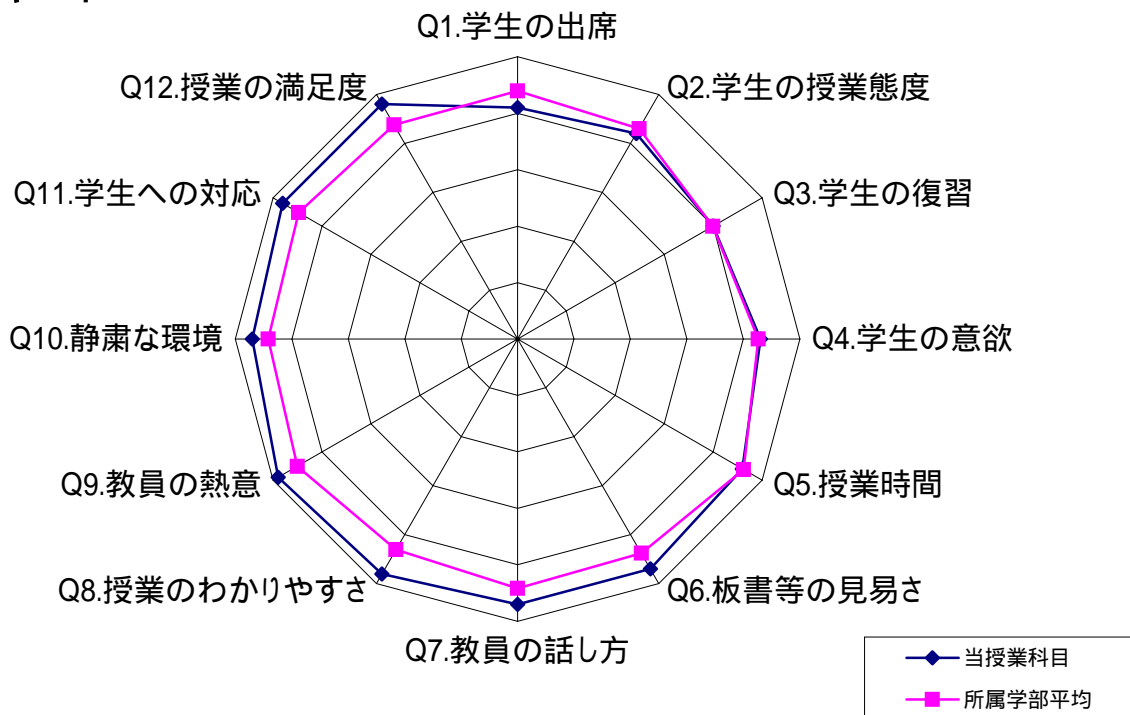 Q1.学生の出席
Q2.学生の授業態度
Q3.学生の復習
Q4.学生の意欲
Q5.授業時間
Q6.板書等の見易さ
Q7.教員の話し方
Q8.授業のわかりやすさ
Q9.教員の熱意
Q10.静粛な環境
Q11.学生への対応
Q12.授業の満足度
当授業科目
所属学部平均